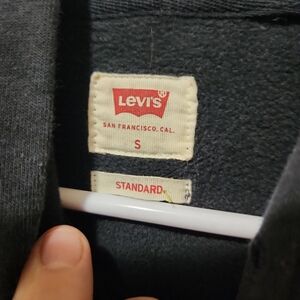 Levi's
SAN FRANCISCO, CAL.
S
STANDARD